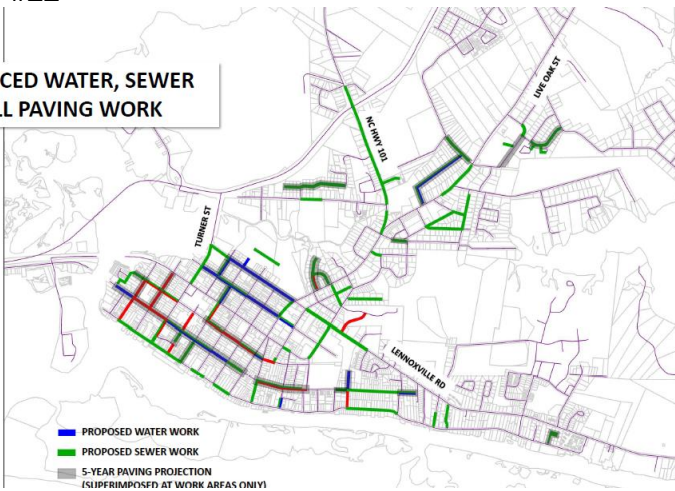 CED WATER, SEWER
L PAVING WORK
LIVE OAK ST
NC HWY 101
TURNER ST
LENNOXVILLE RD
PROPOSED WATER WORK
PROPOSED SEWER WORK
5-YEAR PAVING PROJECTION
(SUPERIMPOSED AT WORK AREAS ONLY)